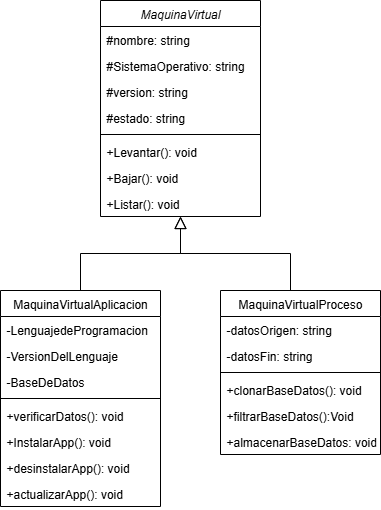 MaquinaVirtual
#nombre: string
#SistemaOperativo: string
#version: string
#estado: string
+Levantar(): void
+Bajar(): void
+Listar(): void
MaquinaVirtualAplicacion
-LenguajedeProgramacion
-VersionDelLenguaje
-BaseDeDatos
+verificarDatos(): void
+InstalarApp(): void
+desinstalarApp(): void
+actualizarApp(): void
MaquinaVirtualProceso
-datosOrigen: string
-datosFin: string
+clonarBaseDatos(): void
+filtrarBaseDatos():Void
+almacenarBaseDatos: void